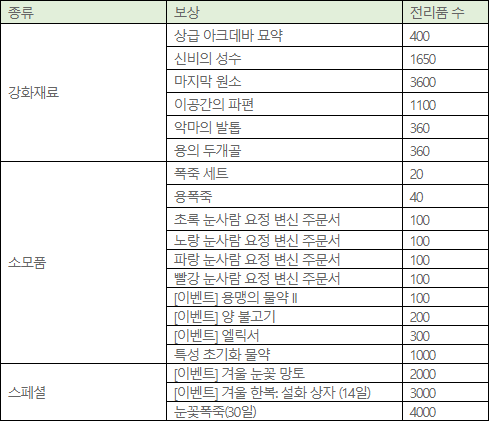 종류 보상 전리품 수
강화재료
상급 아크데바 묘약 400
신비의 성수 1650
마지막 원소 3600
이공간의 파편 1100
악마의 발톱 360
용의 두개골 360
소모품
폭죽 세트 20
용폭죽 40
초록 눈사람 요정 변신 주문서 100
노랑 눈사람 요정 변신 주문서 100
파랑 눈사람 요정 변신 주문서 100
빨강 눈사람 요정 변신 주문서 100
[이벤트] 용맹의 물약 II 100
[이벤트] 양 불고기 200
[이벤트] 엘릭서 300
특성 초기화 물약 1000
스페셜
[이벤트] 겨울 눈꽃 망토 2000
[이벤트] 겨울 한복: 설화 상자 (14일) 3000
눈꽃폭죽(30일) 4000